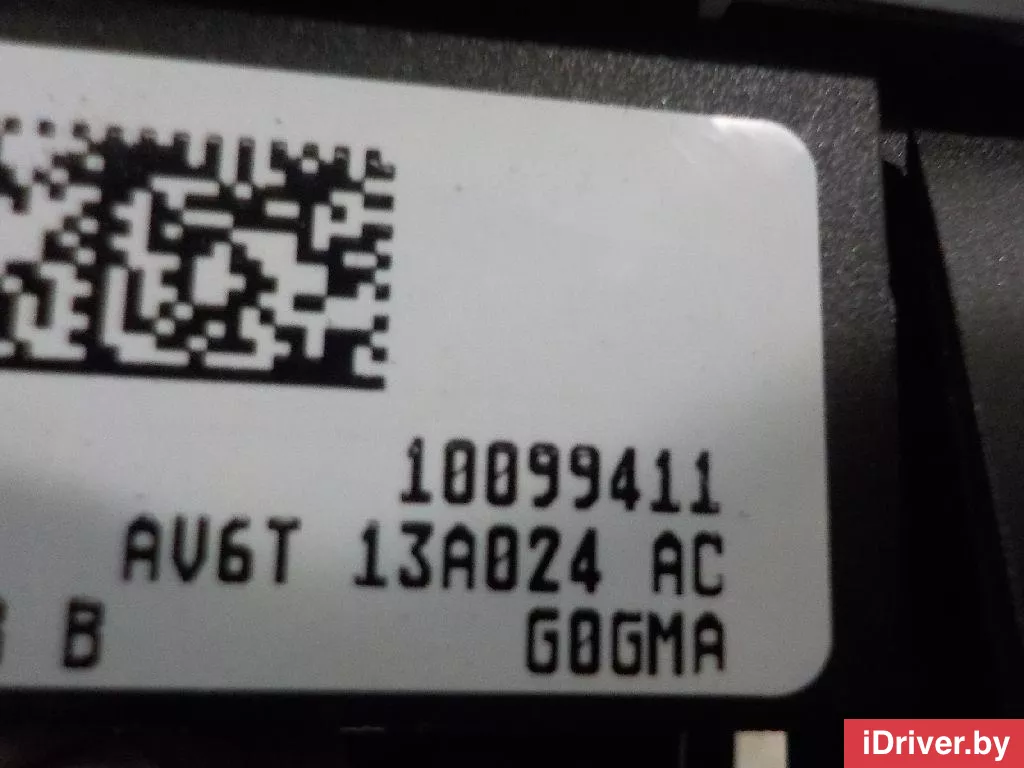 10099411
AV6T 13A024 AC
B G0GMA
iDriver.by